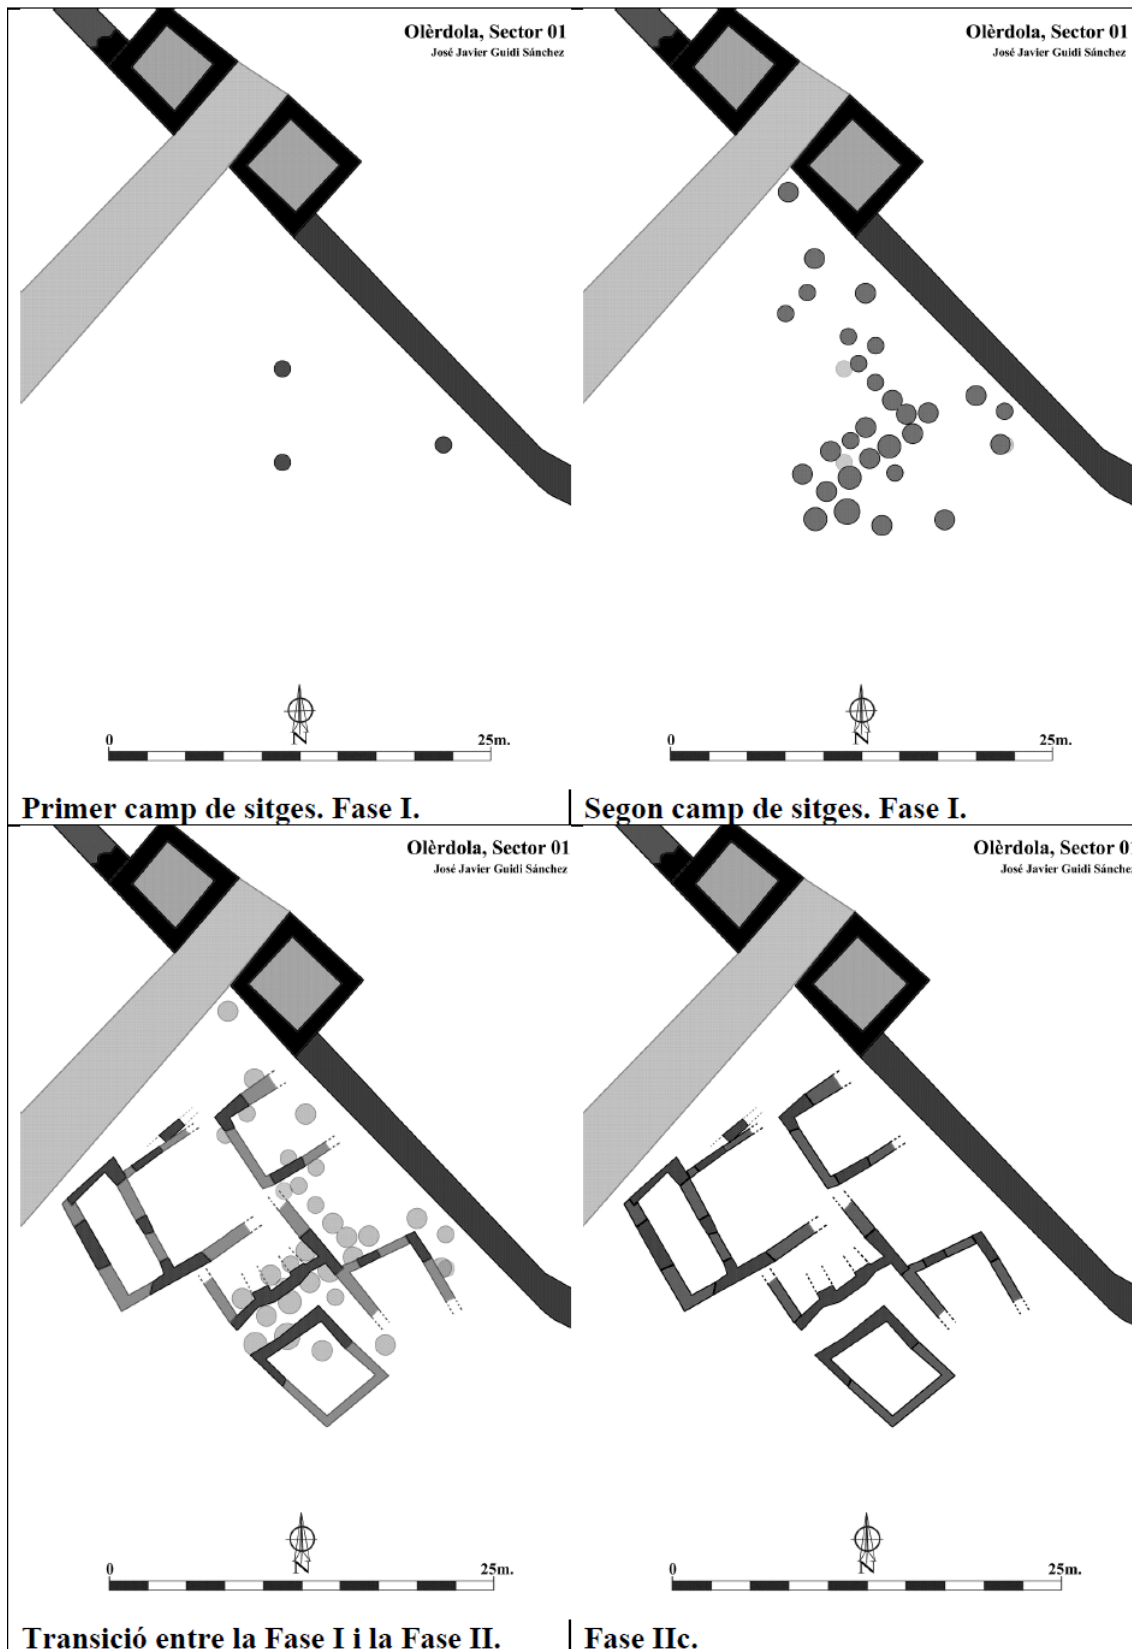 Olèrdola, Sector 01
José Javier Guidi Sánchez
N
0 25m.
Primer camp de sitges. Fase I.
Olèrdola, Sector 01
José Javier Guidi Sánchez
N
0 25m.
Segon camp de sitges. Fase I.
Olèrdola, Sector 01
José Javier Guidi Sánchez
N
0 25m.
Transició entre la Fase I i la Fase II.
Olèrdola, Sector 01
José Javier Guidi Sánchez
N
0 25m.
Fase IIc.